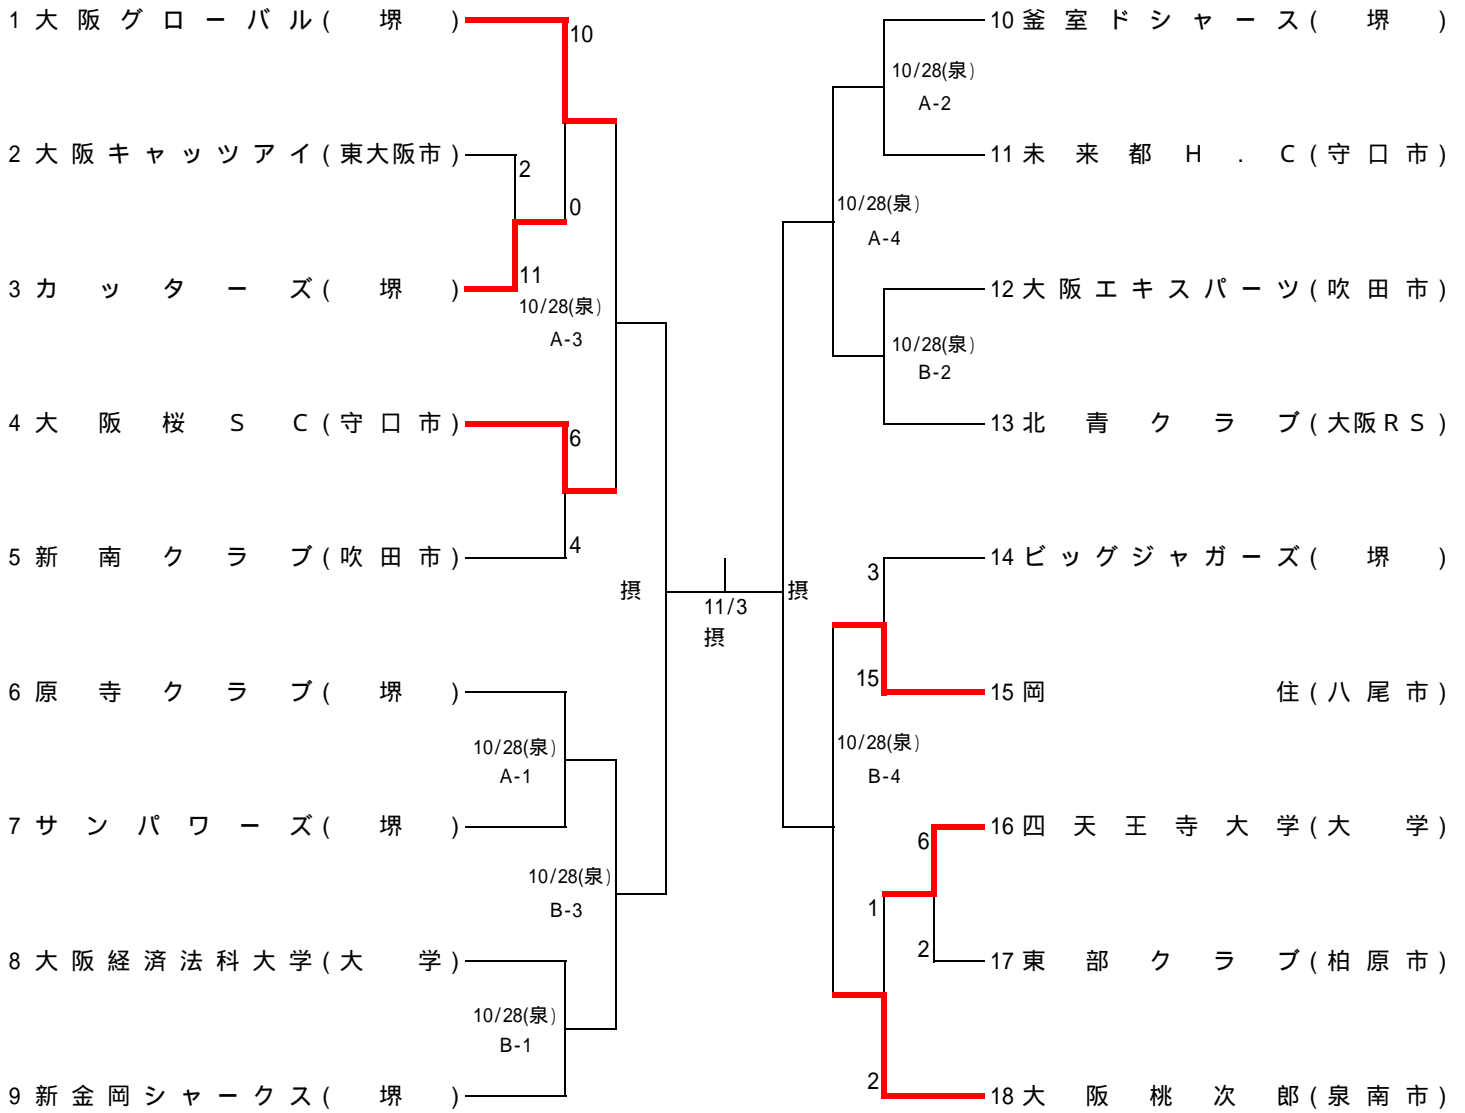 1 大阪グローバル(堺)
10
2 大阪キャッツアイ(東大阪市)
2
0
3 カッターズ(堺)
11
10/28(泉)
A-3
4 大阪桜SC(守口市)
6
5 新南クラブ(吹田市)
4
摂
11/3
摂
6 原寺クラブ(堺)
10/28(泉)
A-1
7 サンパワーズ(堺)
10/28(泉)
B-3
8 大阪経済法科大学(大学)
10/28(泉)
B-1
9 新金岡シャークス(堺)
10 釜室ドジャース(堺)
10/28(泉)
A-2
11 未来都H.C(守口市)
10/28(泉)
A-4
12 大阪エキスパーツ(吹田市)
10/28(泉)
B-2
13 北青クラブ(大阪RS)
14 ビッグジャガーズ(堺)
3
摂
15
15 岡住(八尾市)
10/28(泉)
B-4
16 四天王寺大学(大学)
6
1
2
17 東部クラブ(柏原市)
2
18 大阪桃次郎(泉南市)